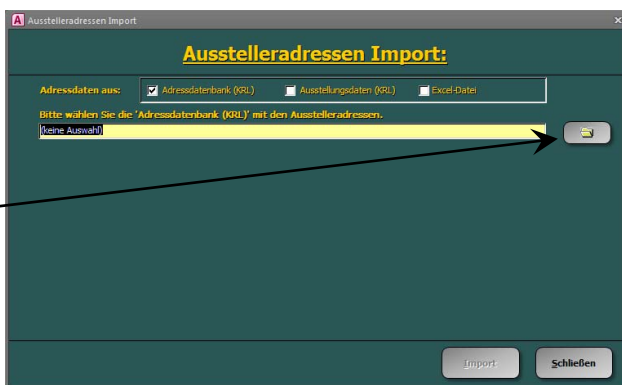 Ausstelleradressen Import
Ausstelleradressen Import:
Adressdaten aus: Adressdatenbank (KRL) Ausstellungsdaten (KRL) Excel-Datei
Bitte wählen Sie die 'Adressdatenbank (KRL)' mit den Ausstelleradressen.
(keine Auswahl)
Import Schließen